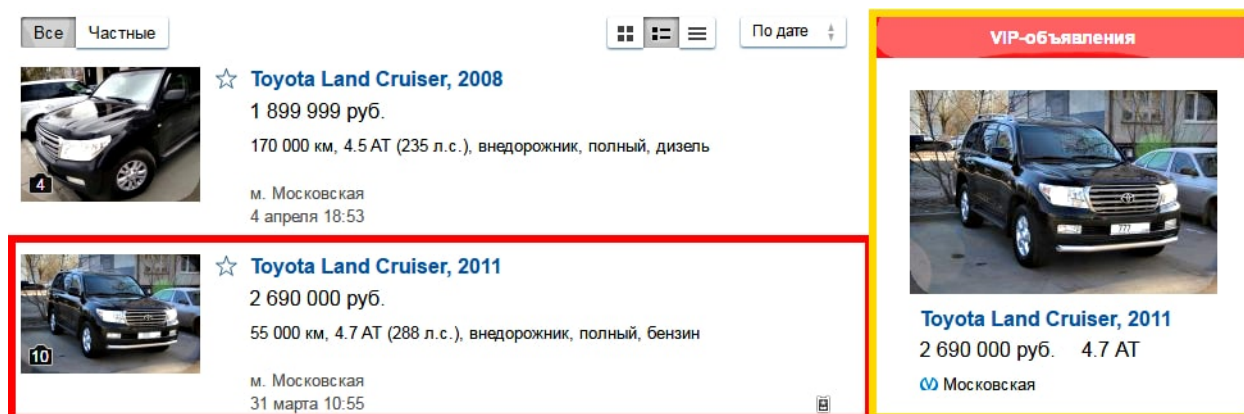 Все Частные
По дате
Toyota Land Cruiser, 2008
1 899 999 руб.
170 000 км, 4.5 AT (235 л.с.), внедорожник, полный, дизель
4
м. Московская
4 апреля 18:53
Toyota Land Cruiser, 2011
2 690 000 руб.
55 000 км, 4.7 AT (288 л.с.), внедорожник, полный, бензин
10
м. Московская
31 марта 10:55
VIP-объявления
777
Toyota Land Cruiser, 2011
2 690 000 руб. 4.7 AT
Московская